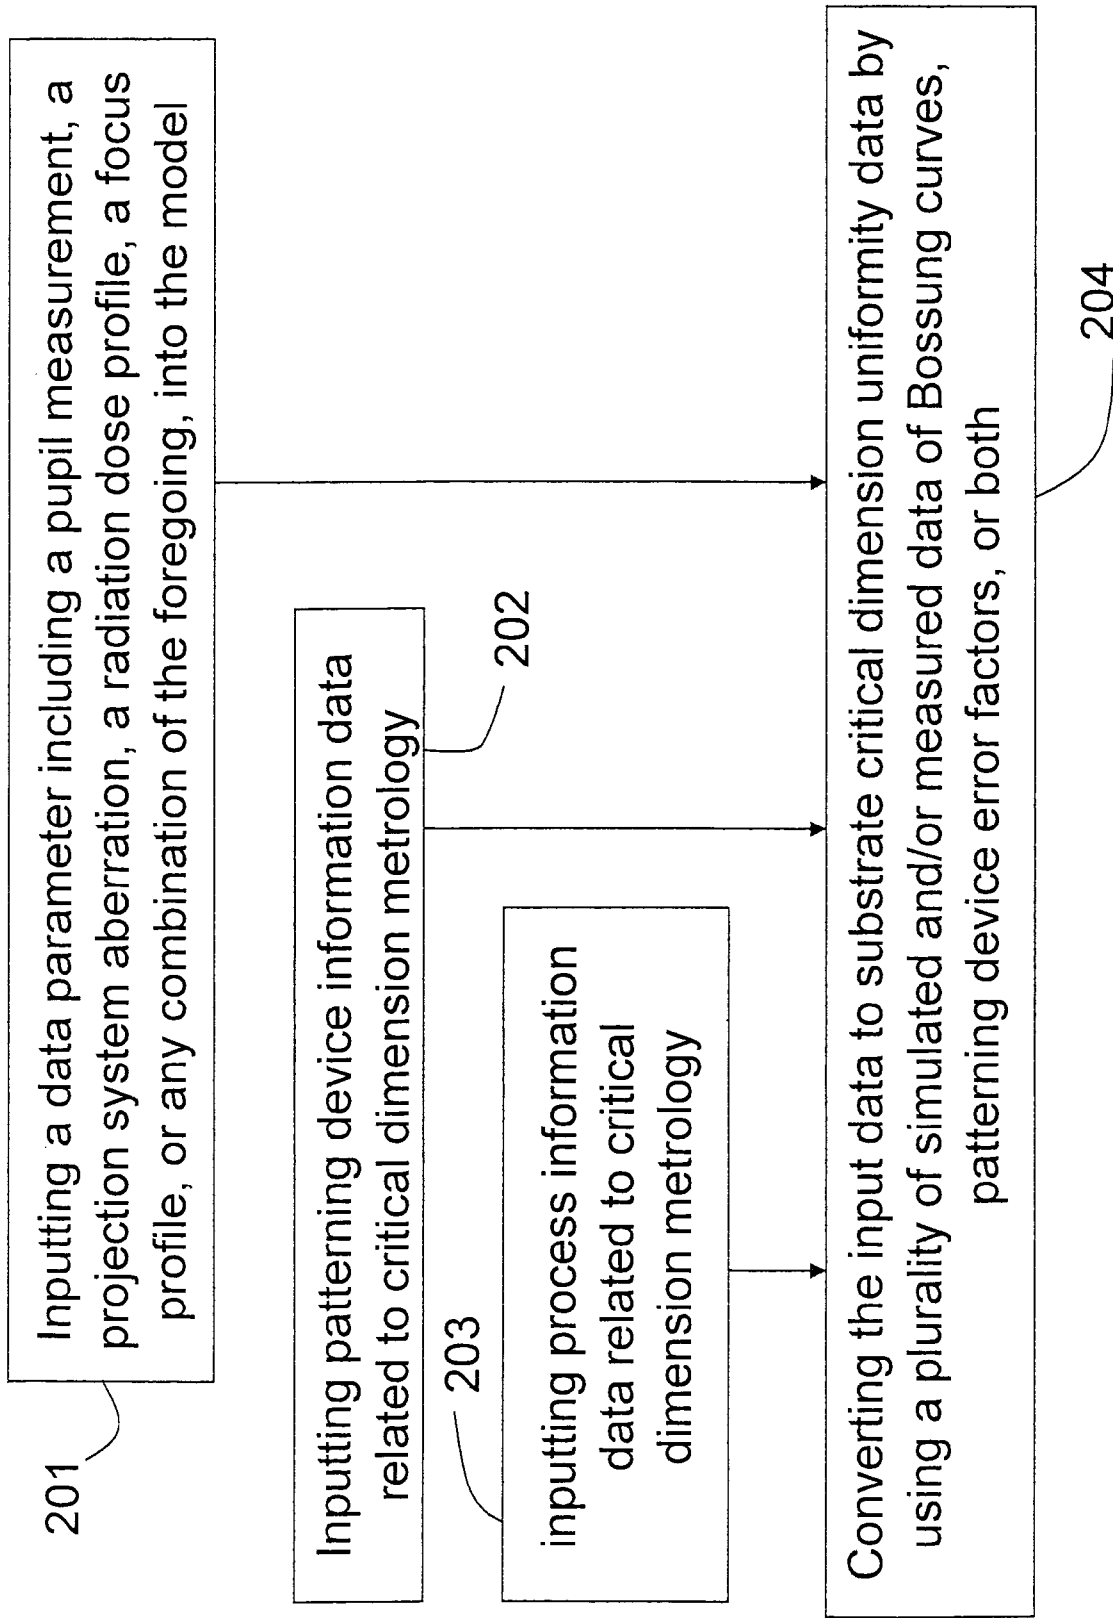 201
Inputting a data parameter including a pupil measurement, a
projection system aberration, a radiation dose profile, a focus
profile, or any combination of the foregoing, into the model
Inputting patterning device information data
related to critical dimension metrology
202
203
inputting process information
data related to critical
dimension metrology
Converting the input data to substrate critical dimension uniformity data by
using a plurality of simulated and/or measured data of Bossung curves,
patterning device error factors, or both
204